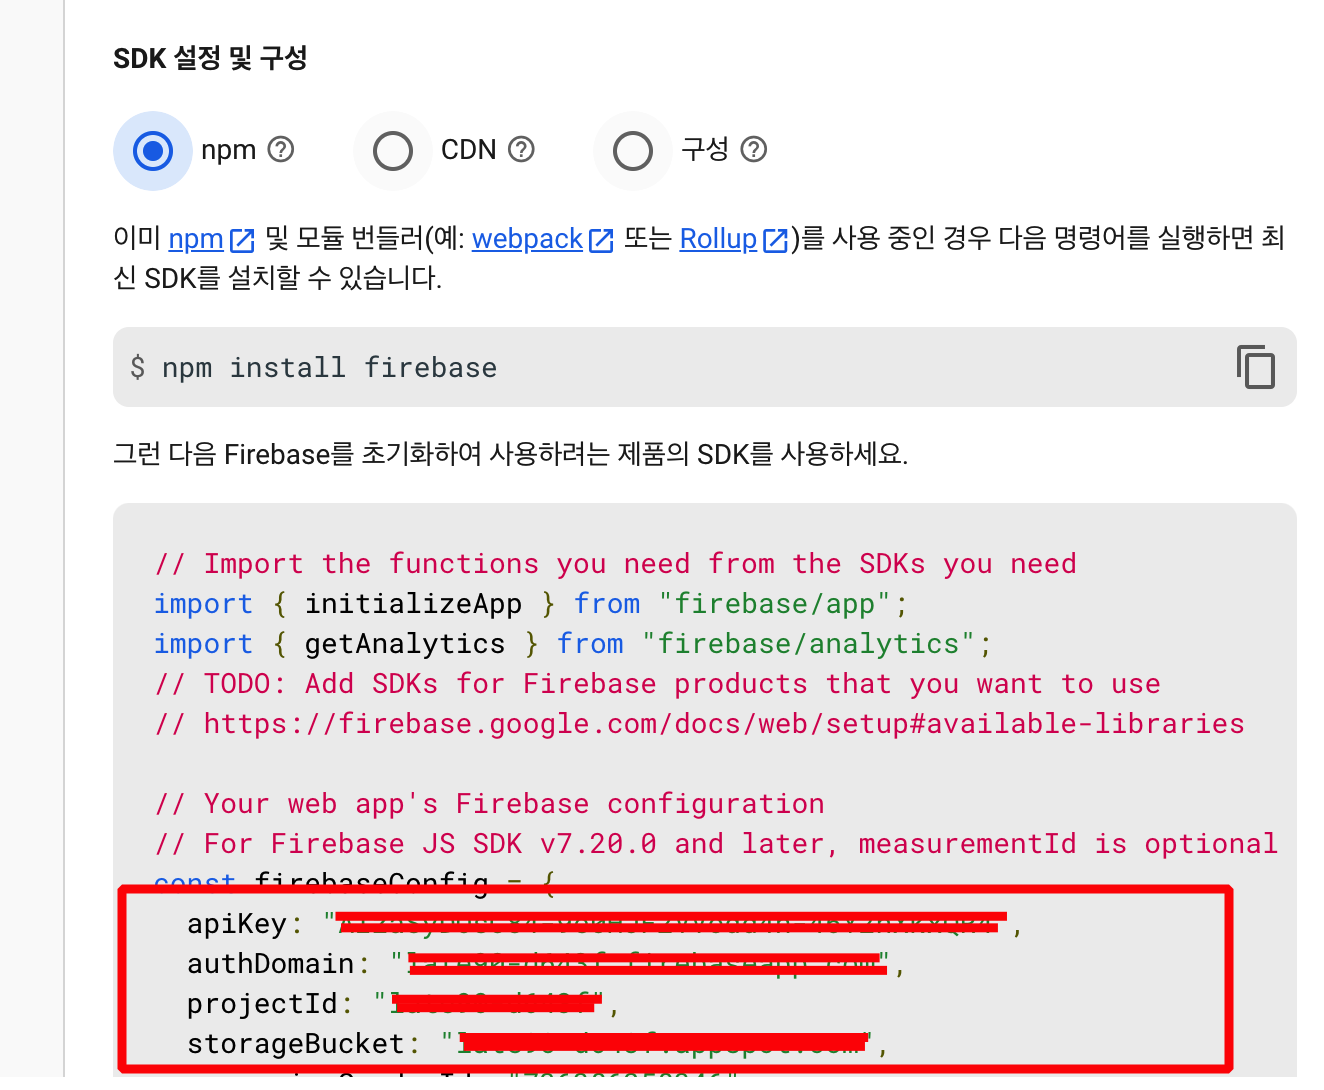 SDK 설정 및 구성
npm CDN 구성
이미 npm 및 모듈 번들러(예: webpack 또는 Rollup)를 사용 중인 경우 다음 명령어를 실행하면 최
신 SDK를 설치할 수 있습니다.
$ npm install firebase
그런 다음 Firebase를 초기화하여 사용하려는 제품의 SDK를 사용하세요.
// Import the functions you need from the SDKs you need
import { initializeApp } from "firebase/app";
import { getAnalytics } from "firebase/analytics";
// TODO: Add SDKs for Firebase products that you want to use
// https://firebase.google.com/docs/web/setup#available-libraries
// Your web app's Firebase configuration
// For Firebase JS SDK v7.20.0 and later, measurementId is optional
const firebaseConfig = {
apiKey: " ",
authDomain: " ",
projectId: " ",
storageBucket: " ",